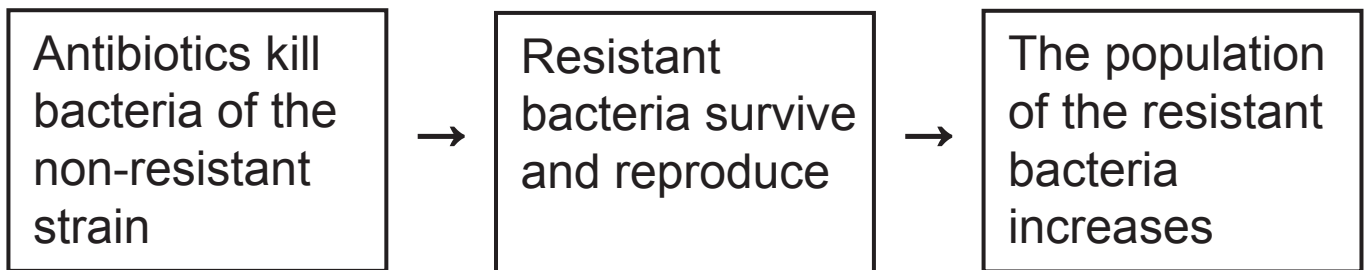 Antibiotics kill
bacteria of the
non-resistant
strain
→
Resistant
bacteria survive
and reproduce
→
The population
of the resistant
bacteria
increases